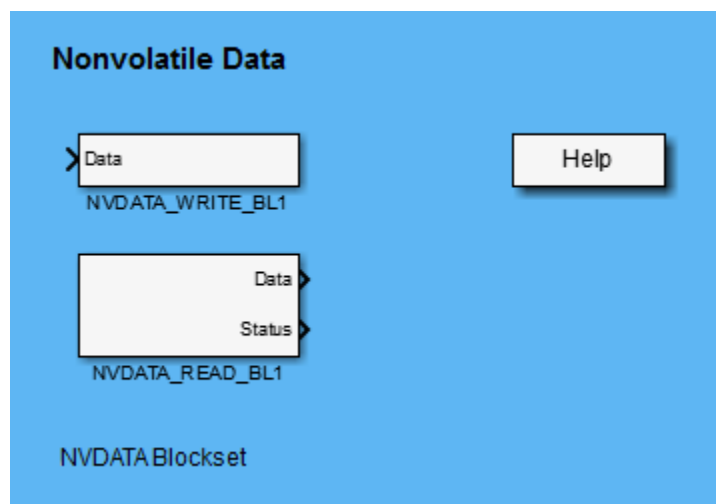 Nonvolatile Data
Data
Help
NVDATA_WRITE_BL1
Data
Status
NVDATA_READ_BL1
NVDATA Blockset